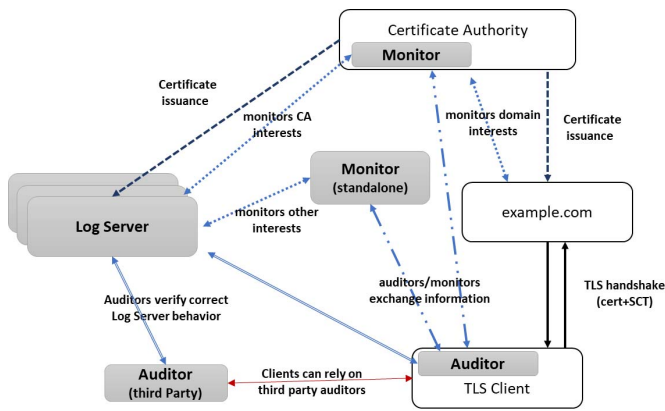 Certificate Authority
Monitor
Certificate
issuance
monitors CA
interests
monitors domain
interests
Certificate
issuance
Monitor
(standalone)
Log Server
monitors other
interests
example.com
auditors/monitors
exchange information
TLS handshake
(cert+SCT)
Auditors verify correct
Log Server behavior
Auditor
(third Party)
Clients can rely on
third party auditors
Auditor
TLS Client